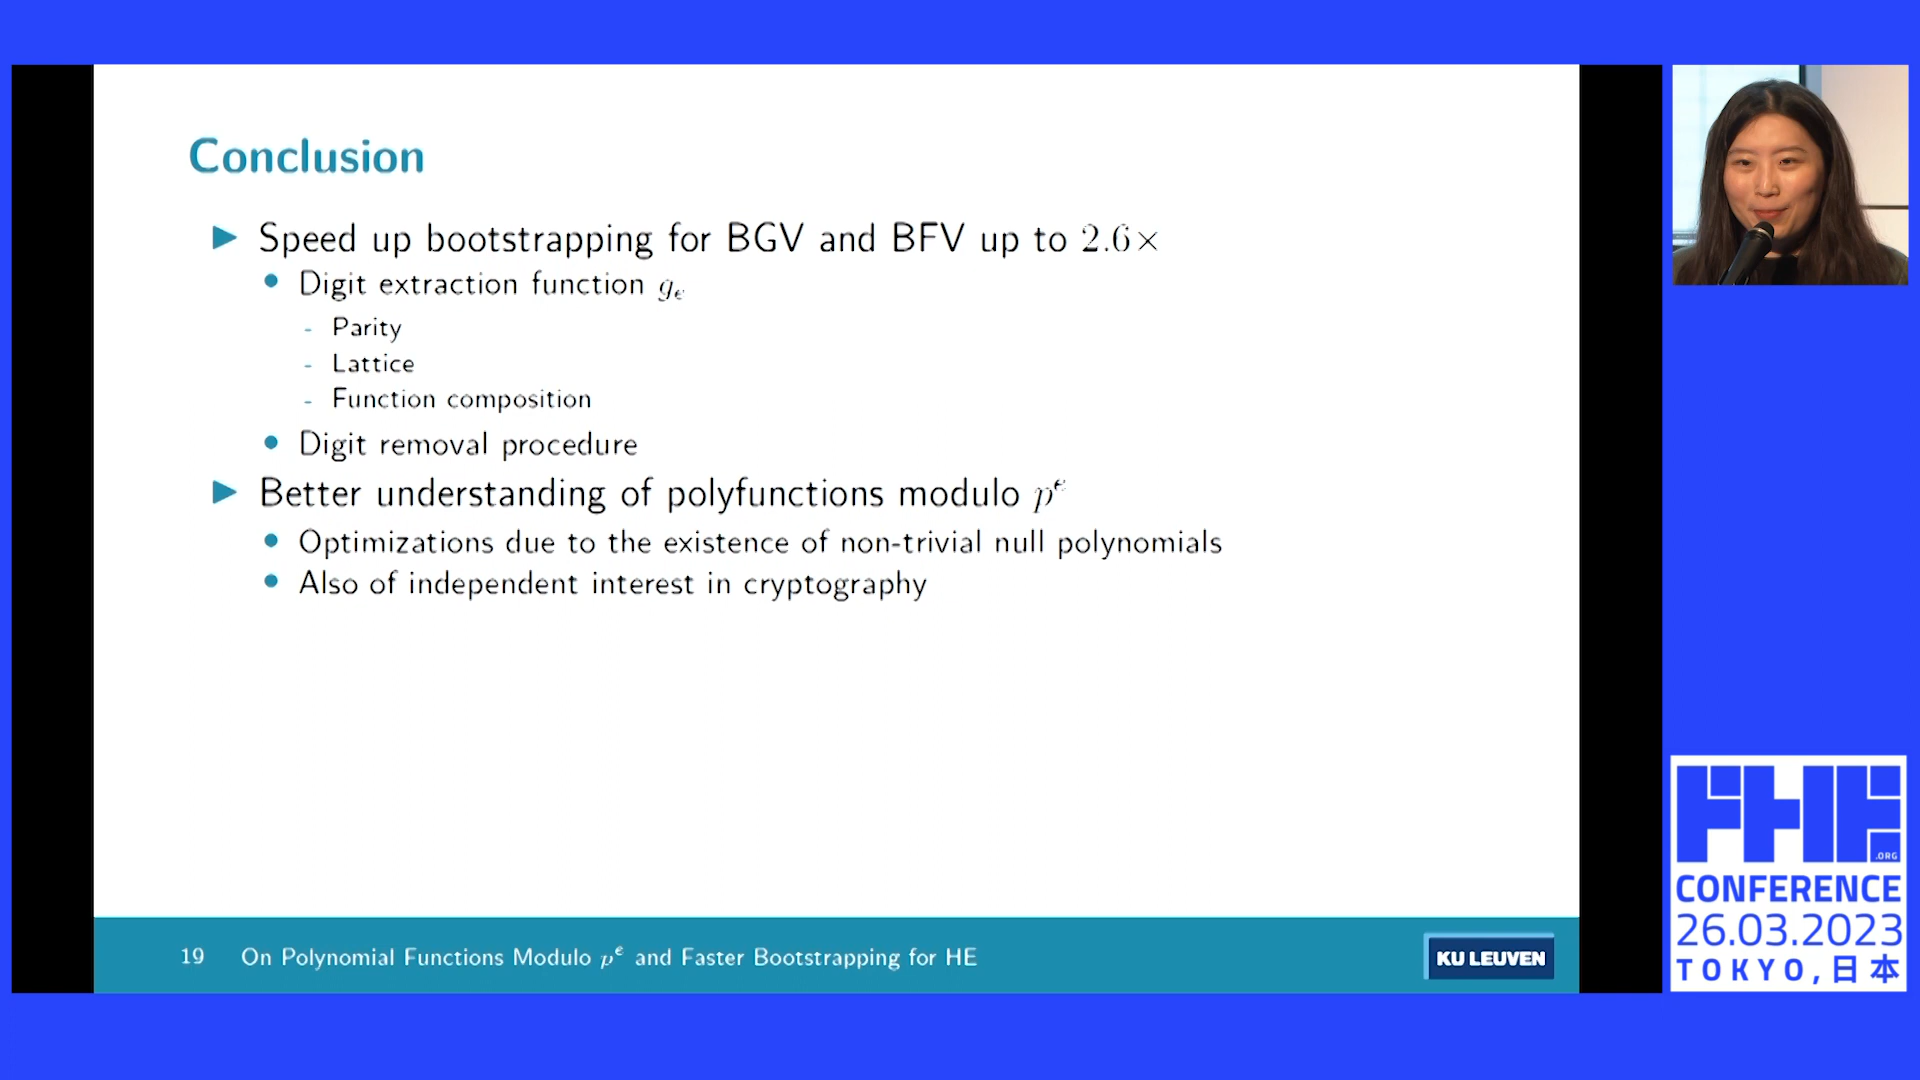 Conclusion
▶ Speed up bootstrapping for BGV and BFV up to 2.6×
• Digit extraction function gₑ
- Parity
- Lattice
- Function composition
• Digit removal procedure
▶ Better understanding of polyfunctions modulo pᵉ
• Optimizations due to the existence of non-trivial null polynomials
• Also of independent interest in cryptography
19 On Polynomial Functions Modulo pᵉ and Faster Bootstrapping for HE
KU LEUVEN
FHE
.ORG
CONFERENCE
26.03.2023
TOKYO,日本